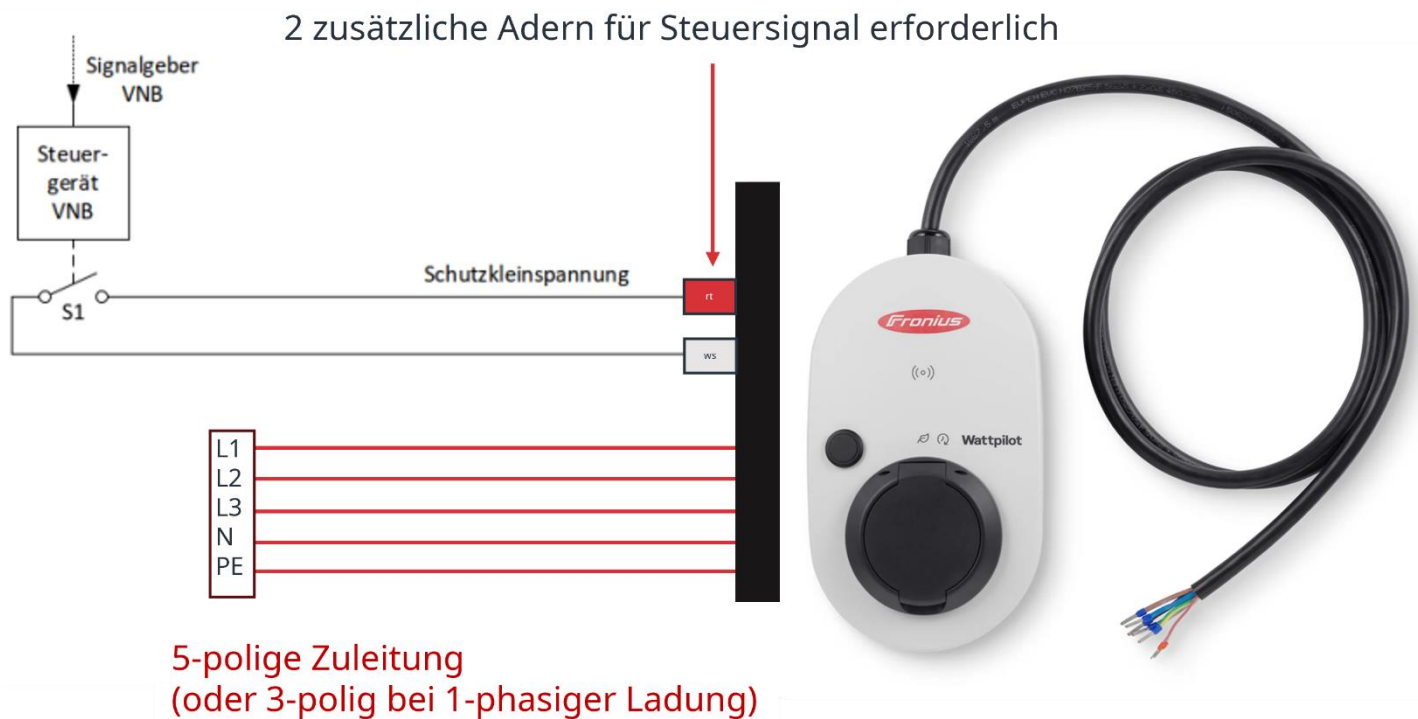 2 zusätzliche Adern für Steuersignal erforderlich
Signalgeber
VNB
Steuer-
gerät
VNB
S1
Schutzkleinspannung
rt
ws
L1
L2
L3
N
PE
5-polige Zuleitung
(oder 3-polig bei 1-phasiger Ladung)
Fronius
Wattpilot